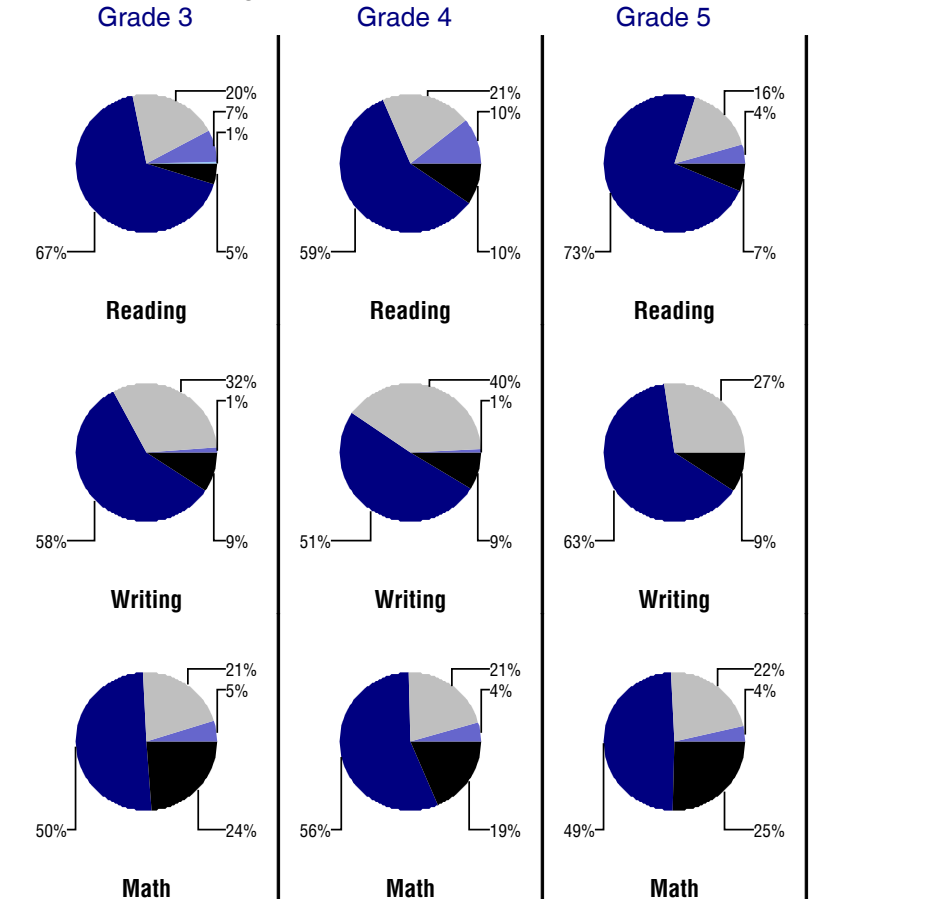 Grade 3 Grade 4 Grade 5
20% 21% 16%
7% 10% 4%
1%
67% 5% 59% 10% 73% 7%
Reading Reading Reading
32% 40% 27%
1% 1%
58% 9% 51% 9% 63% 9%
Writing Writing Writing
21% 21% 22%
5% 4% 4%
50% 24% 56% 19% 49% 25%
Math Math Math